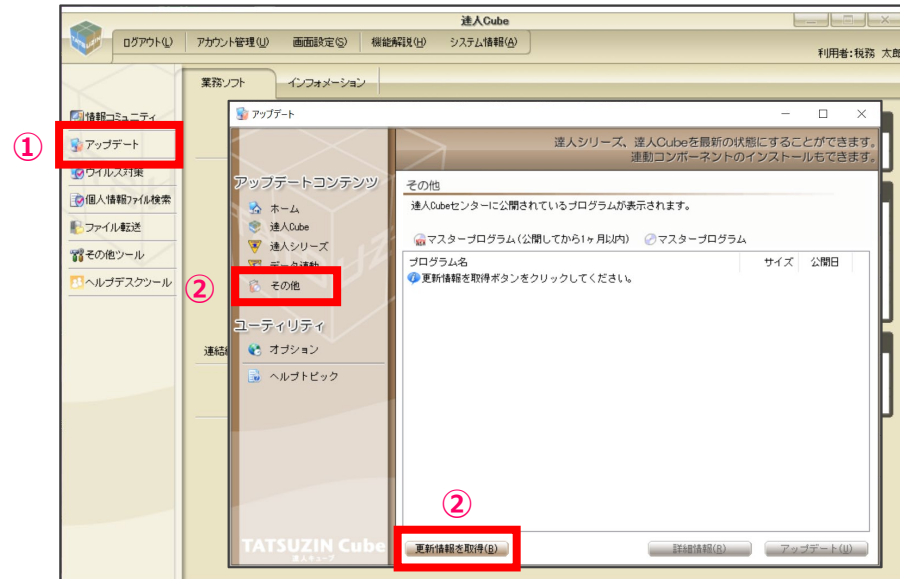 達人Cube
ログアウト(L) アカウント管理(U) 画面設定(S) 機能解説(H) システム情報(A)
利用者:税務 太郎
業務ソフト インフォメーション
情報コミュニティ
① アップデート
ウイルス対策
個人情報ファイル検索
ファイル転送
その他ツール
ヘルプデスクツール
アップデート
達人シリーズ、達人Cubeを最新の状態にすることができます。
連動コンポーネントのインストールもできます。
アップデートコンテンツ
ホーム
達人Cube
達人シリーズ
データ連動
② その他
ユーティリティ
オプション
ヘルプトピック
TATSUZIN Cube
達人キューブ
その他
達人Cubeセンターに公開されているプログラムが表示されます。
マスタープログラム(公開してから1ヶ月以内) マスタープログラム
プログラム名 サイズ 公開日
更新情報を取得ボタンをクリックしてください。
②
更新情報を取得(B) 詳細情報(R) アップデート(U)
連結